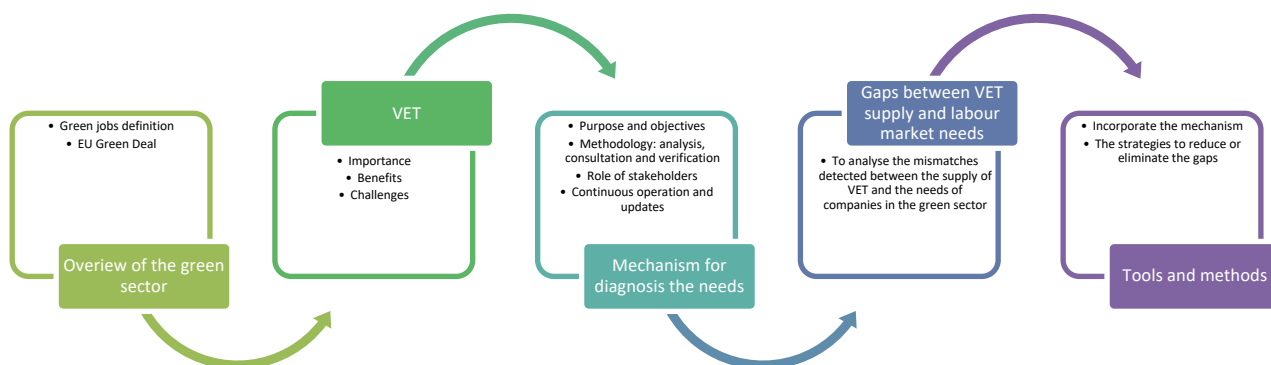 • Green jobs definition
• EU Green Deal
Overiew of the green
sector
VET
• Importance
• Benefits
• Challenges
• Purpose and objectives
• Methodology: analysis,
consultation and verification
• Role of stakeholders
• Continuous operation and
updates
Mechanism for
diagnosis the needs
Gaps between VET
supply and labour
market needs
• To analyse the mismatches
detected between the supply of
VET and the needs of
companies in the green sector
• Incorporate the mechanism
• The strategies to reduce or
eliminate the gaps
Tools and methods